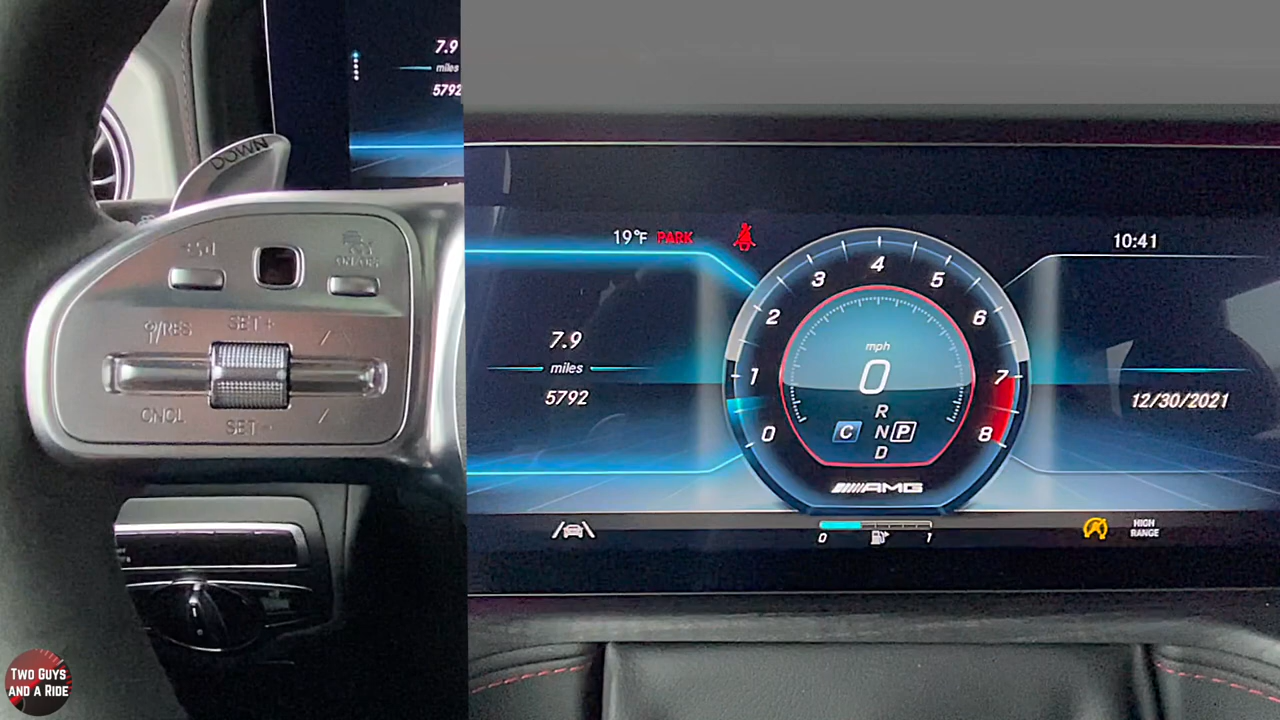 7.9
miles
5792
DOWN
ON/OFF
/RES
SET +
CNCL
SET -
19°F PARK
10:41
7.9
miles
5792
12/30/2021
0
1
2
3
4
5
6
7
8
mph
0
R
C N P
D
AMG
0 1
HIGH
RANGE
TWO GUYS
AND A RIDE